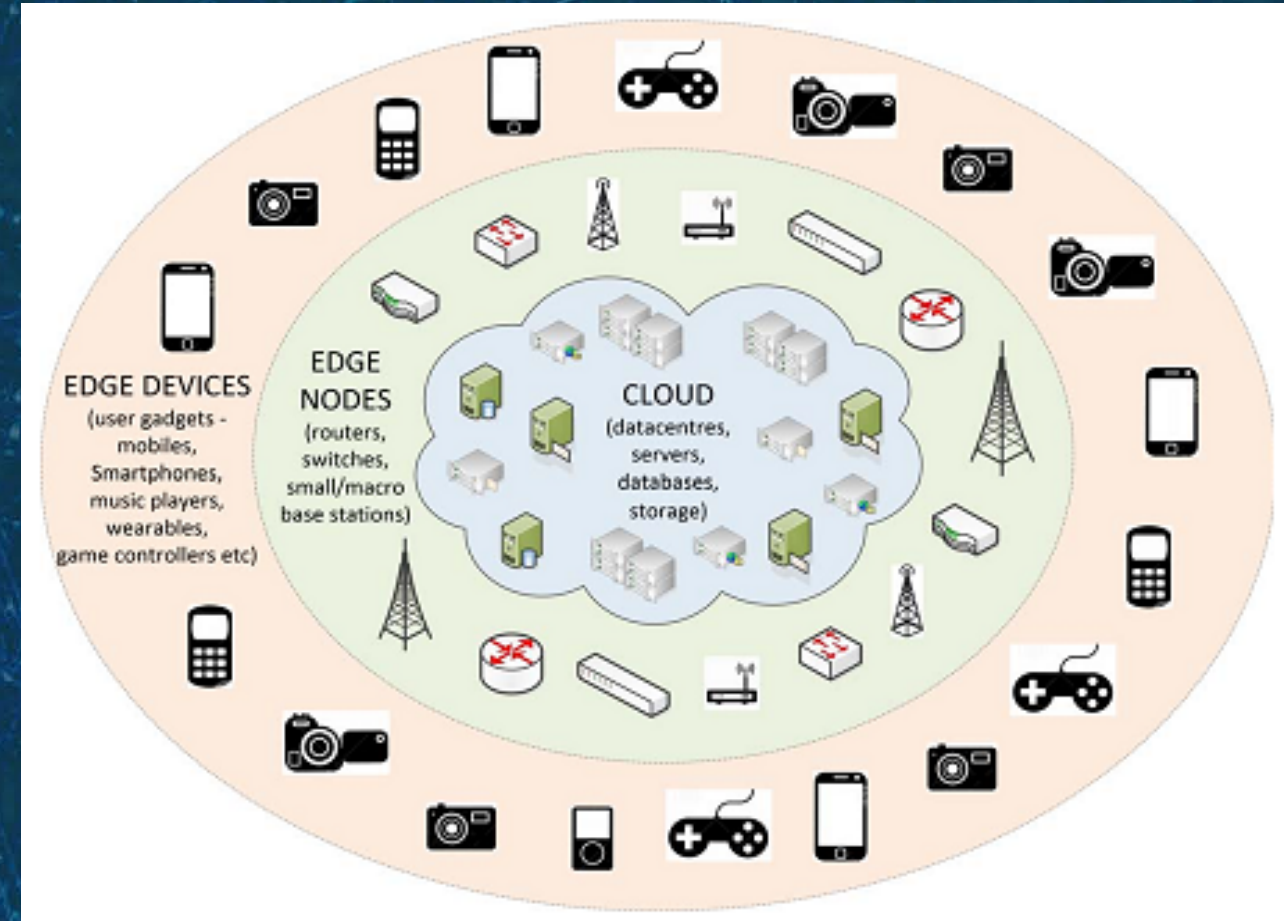 EDGE DEVICES
(user gadgets -
mobiles,
Smartphones,
music players,
wearables,
game controllers etc)
EDGE
NODES
(routers,
switches,
small/macro
base stations)
CLOUD
(datacentres,
servers,
databases,
storage)